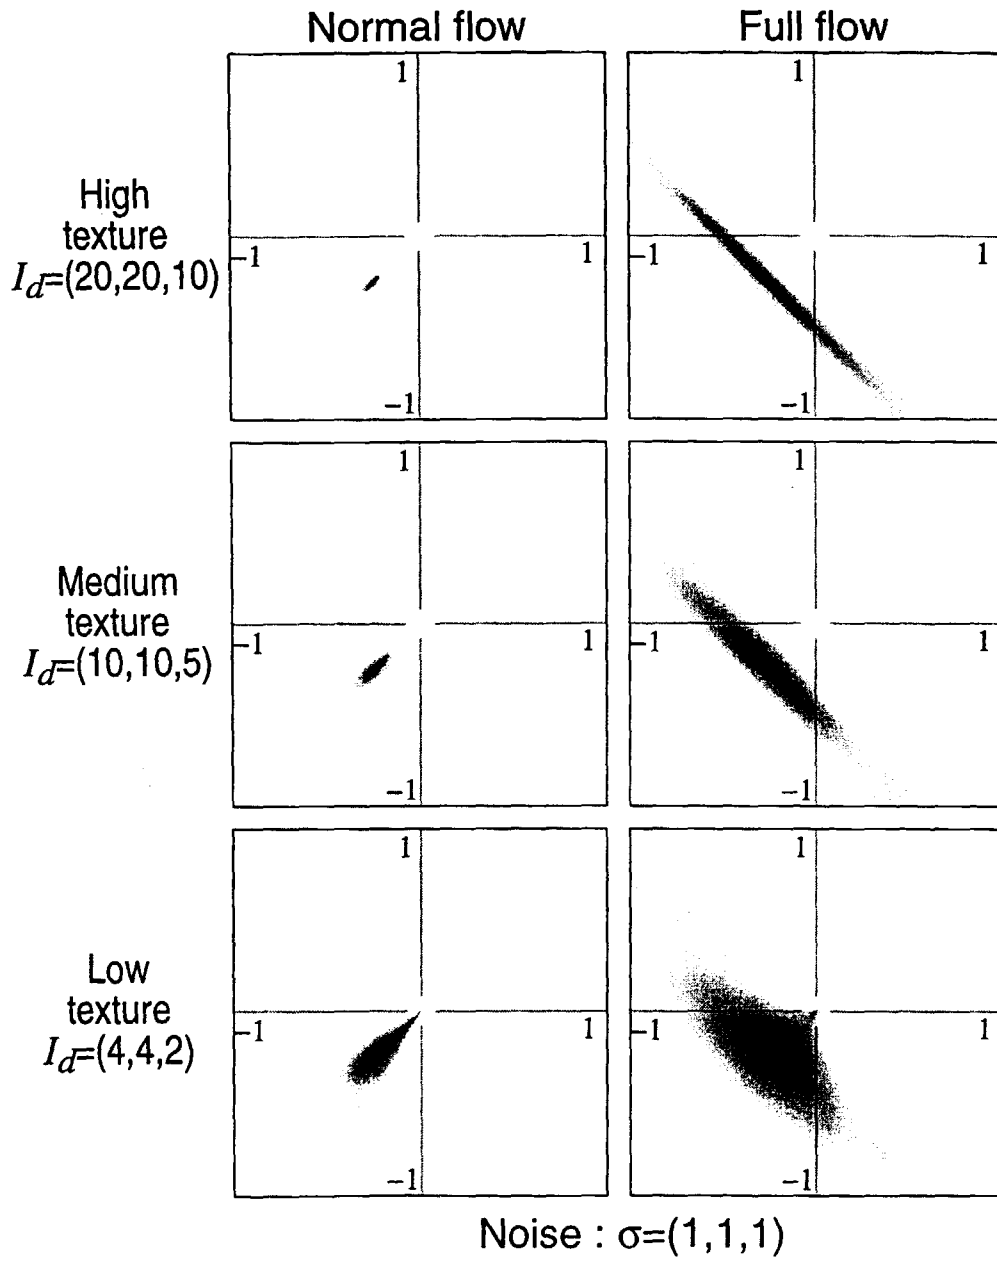 Normal flow
Full flow
High
texture
I_d=(20,20,10)
1
-1
1
-1
1
-1
1
-1
Medium
texture
I_d=(10,10,5)
1
-1
1
-1
1
-1
1
-1
Low
texture
I_d=(4,4,2)
1
-1
1
-1
1
-1
1
-1
Noise : σ=(1,1,1)